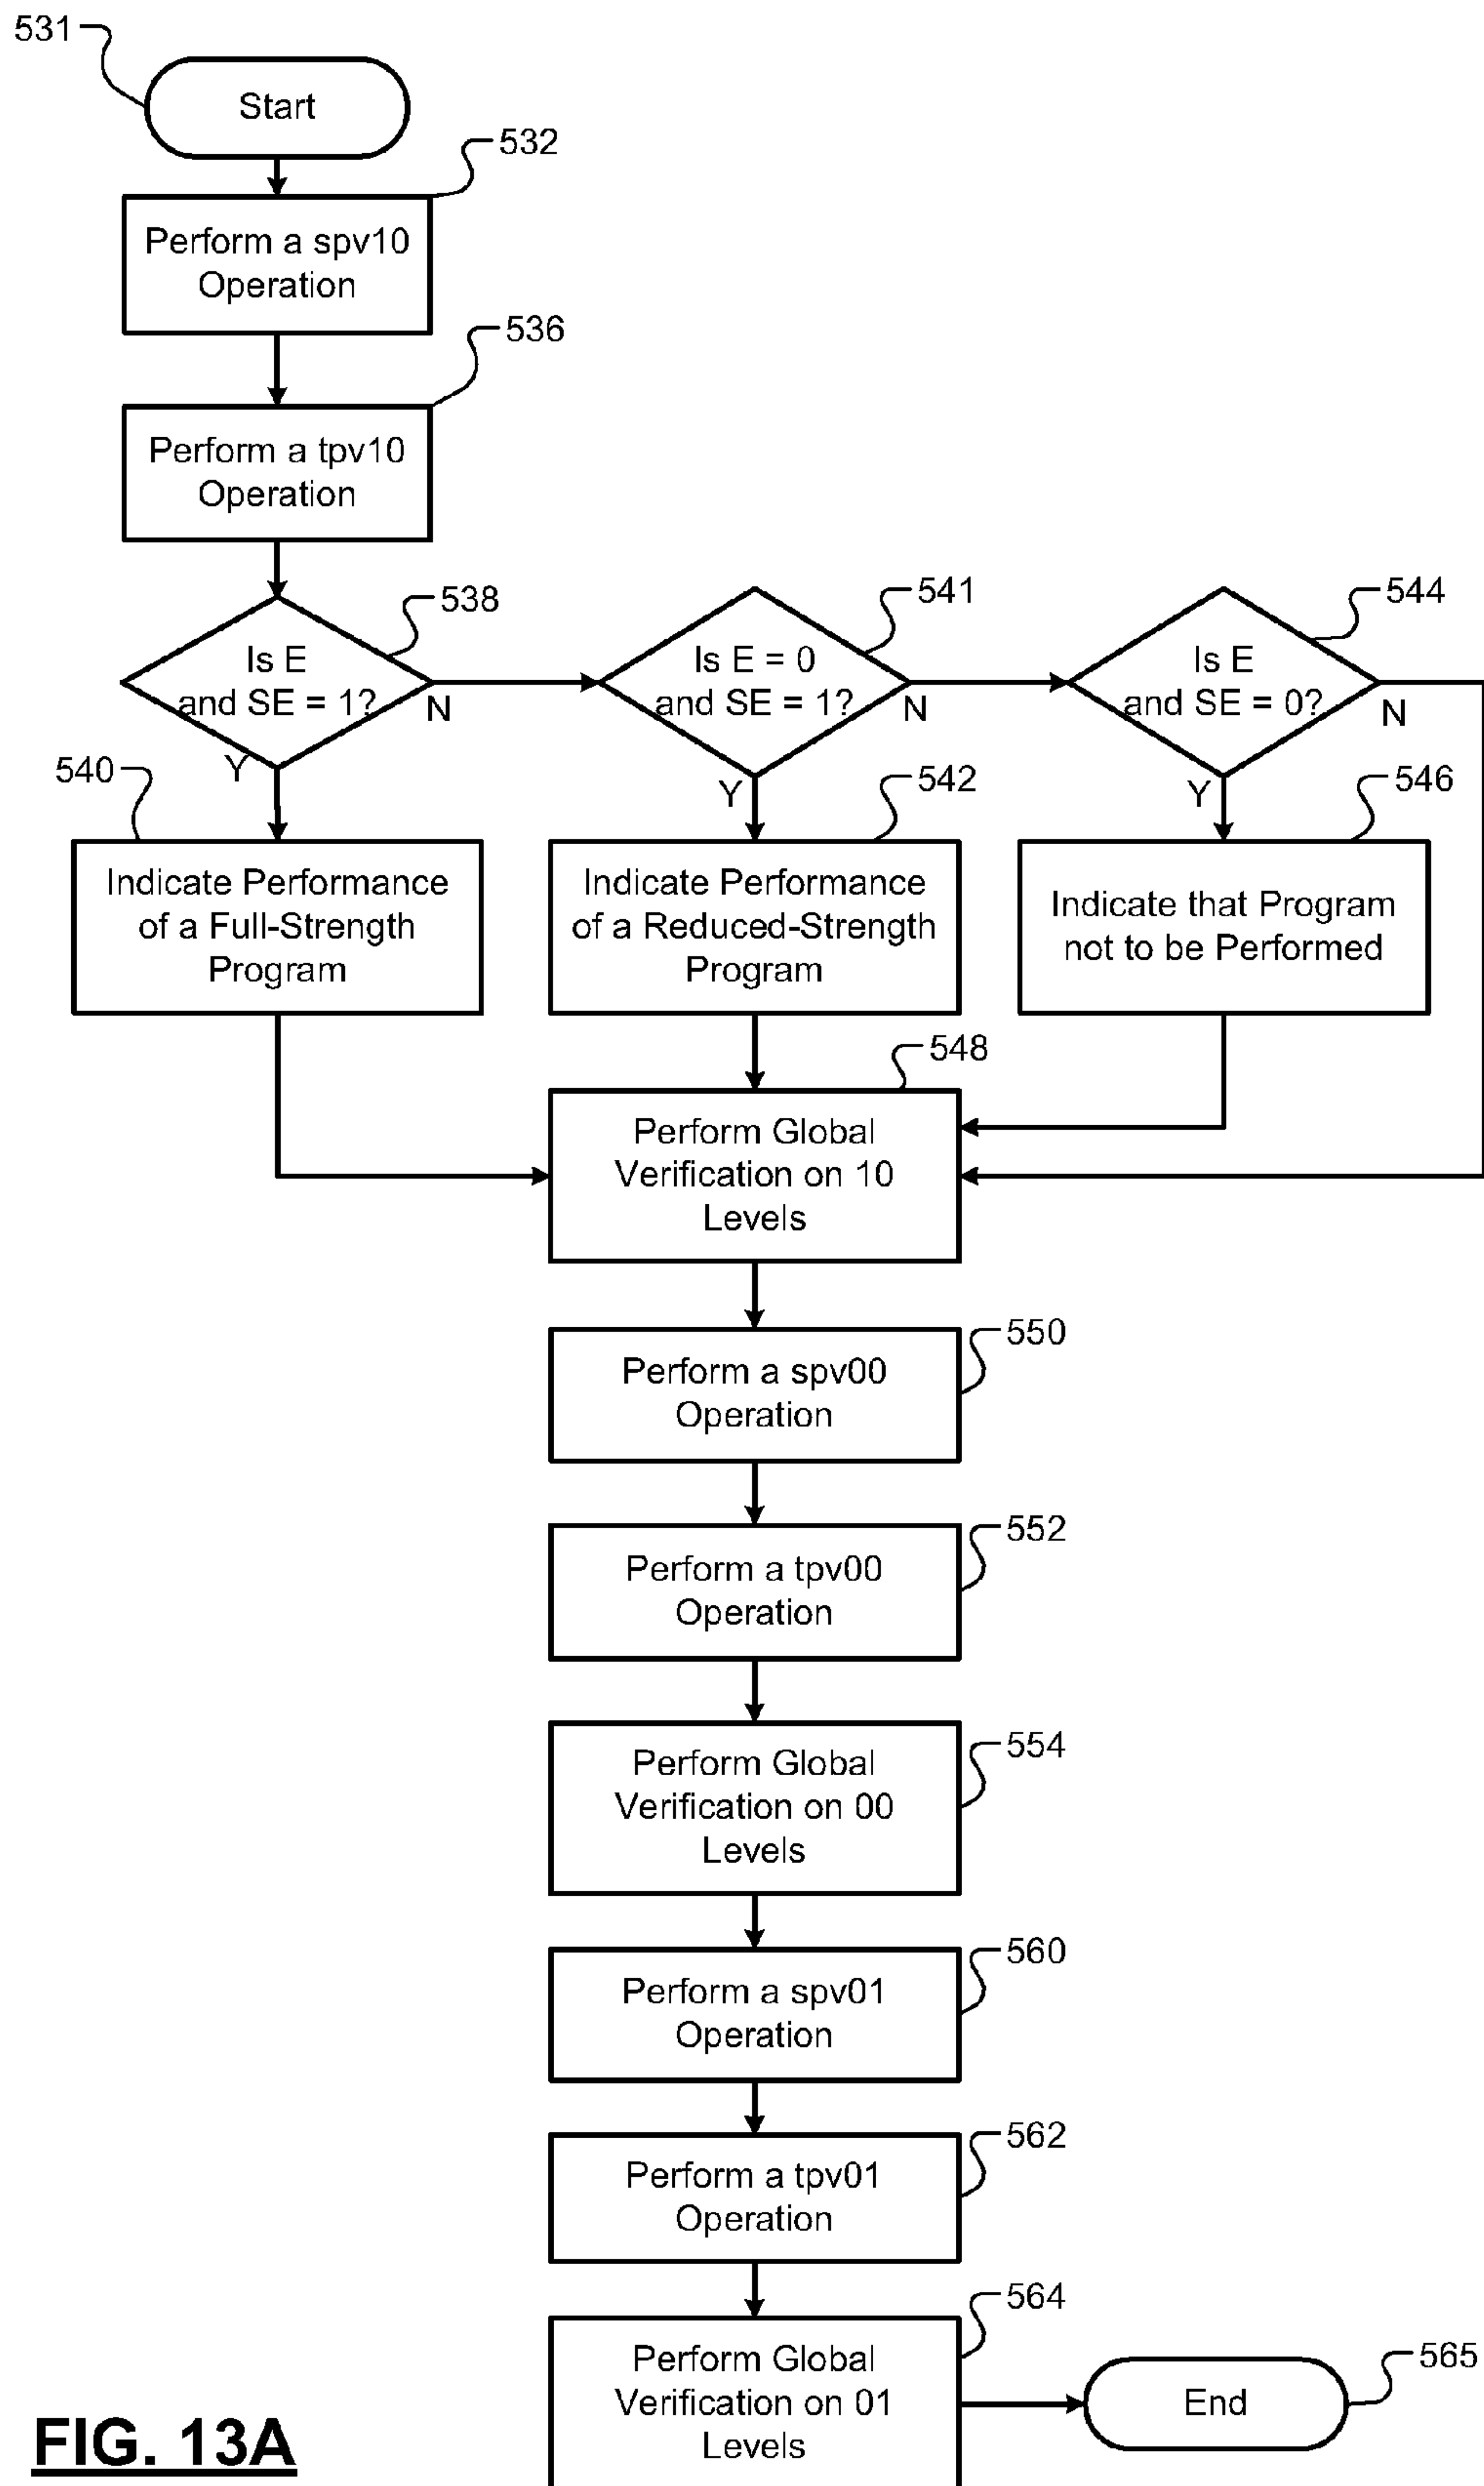 531
Start
532
Perform a spv10
Operation
536
Perform a tpv10
Operation
538
Is E
and SE = 1?
N
Y
541
Is E = 0
and SE = 1?
N
Y
544
Is E
and SE = 0?
N
Y
540
Indicate Performance
of a Full-Strength
Program
542
Indicate Performance
of a Reduced-Strength
Program
546
Indicate that Program
not to be Performed
548
Perform Global
Verification on 10
Levels
550
Perform a spv00
Operation
552
Perform a tpv00
Operation
554
Perform Global
Verification on 00
Levels
560
Perform a spv01
Operation
562
Perform a tpv01
Operation
564
Perform Global
Verification on 01
Levels
565
End
FIG. 13A